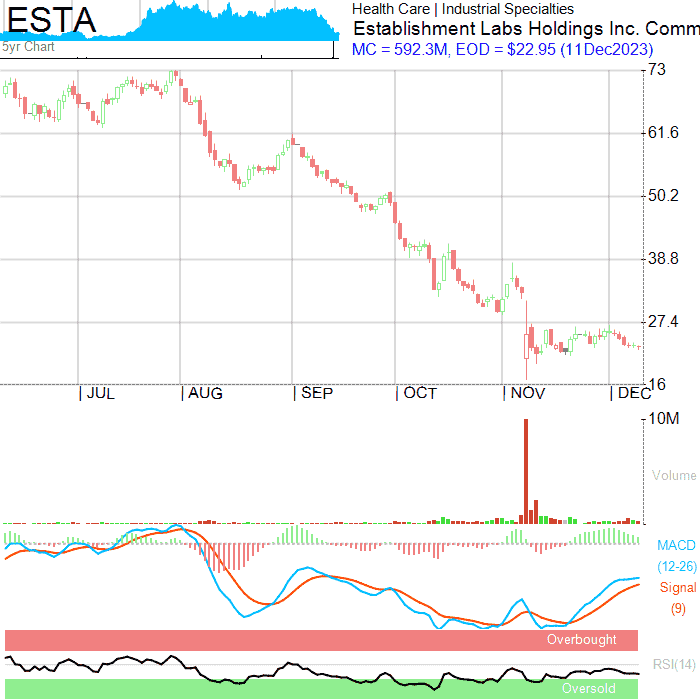 ESTA
5yr Chart
Health Care | Industrial Specialties
Establishment Labs Holdings Inc. Comm
MC = 592.3M, EOD = $22.95 (11Dec2023)
73
61.6
50.2
38.8
27.4
16
| JUL | AUG | SEP | OCT | NOV | DEC
10M
Volume
MACD
(12-26)
Signal
(9)
Overbought
RSI(14)
Oversold